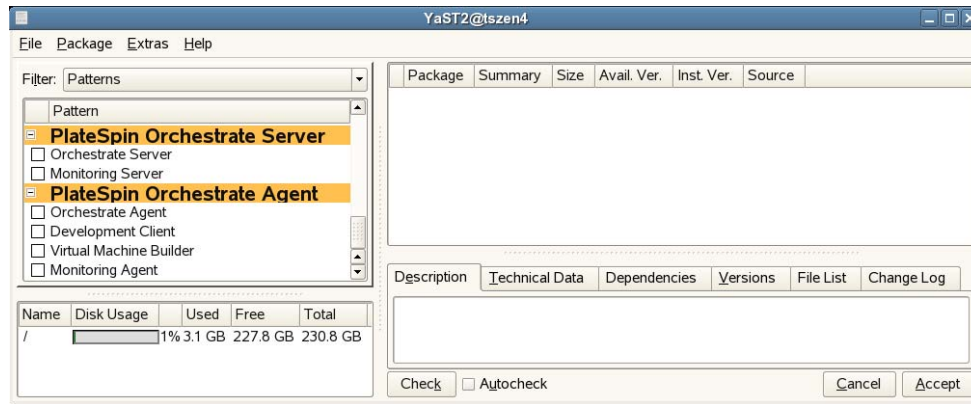 YaST2@tszen4
File Package Extras Help
Filter: Patterns
Pattern
PlateSpin Orchestrate Server
Orchestrate Server
Monitoring Server
PlateSpin Orchestrate Agent
Orchestrate Agent
Development Client
Virtual Machine Builder
Monitoring Agent
Name Disk Usage Used Free Total
/ 1% 3.1 GB 227.8 GB 230.8 GB
Package Summary Size Avail. Ver. Inst. Ver. Source
Description Technical Data Dependencies Versions File List Change Log
Check Autocheck Cancel Accept